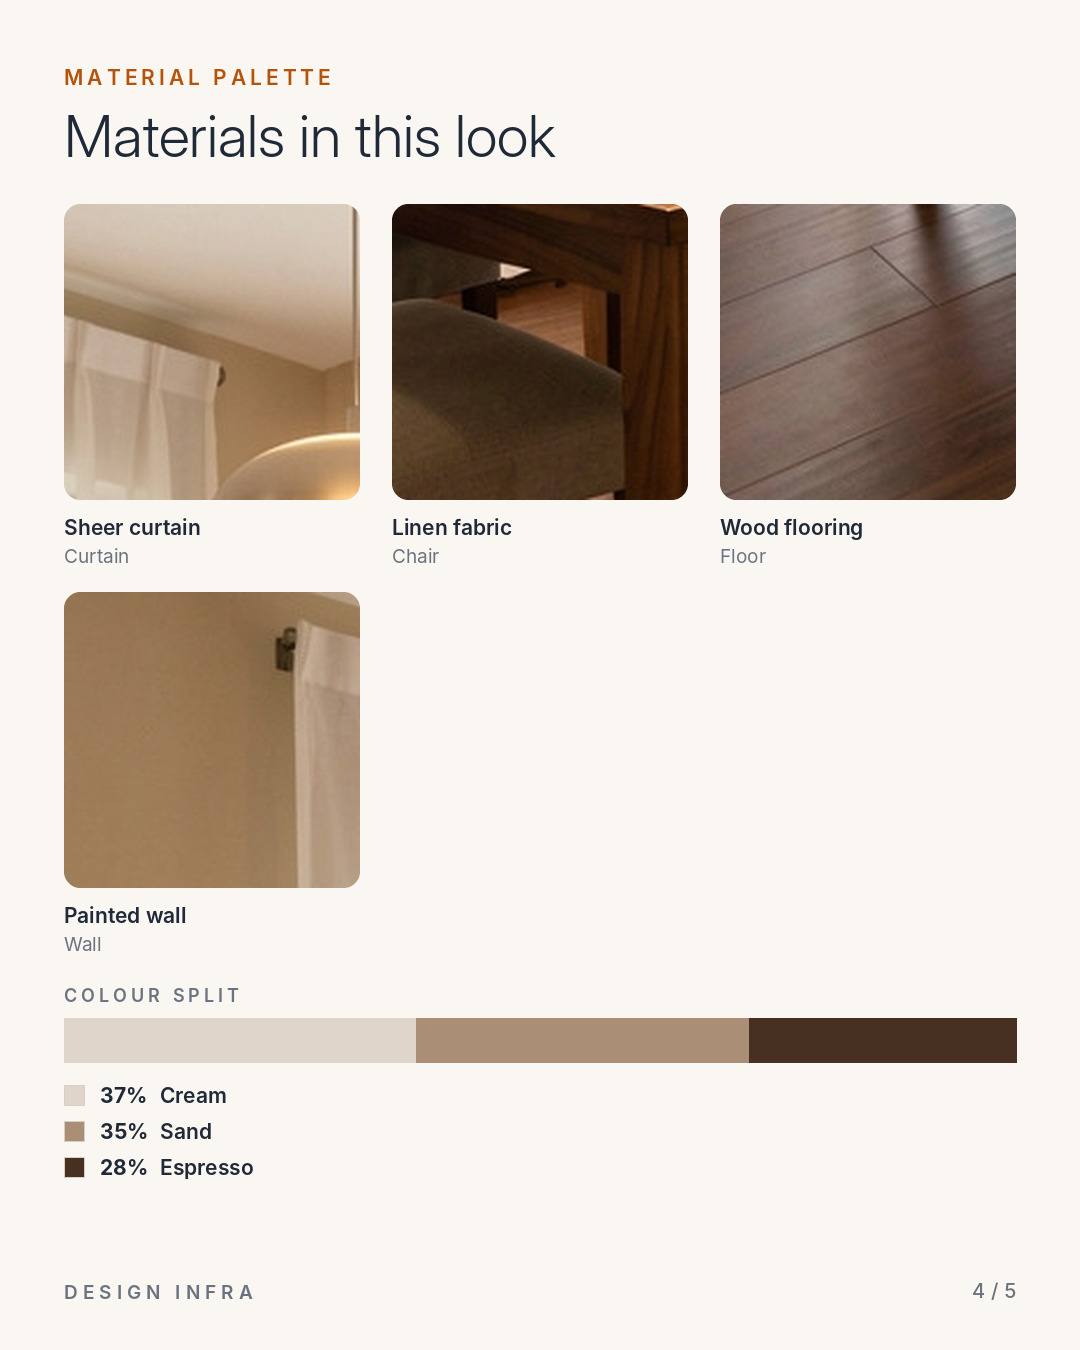 MATERIAL PALETTE
Materials in this look
Sheer curtain
Curtain
Linen fabric
Chair
Wood flooring
Floor
Painted wall
Wall
COLOUR SPLIT
37% Cream
35% Sand
28% Espresso
DESIGN INFRA
4 / 5